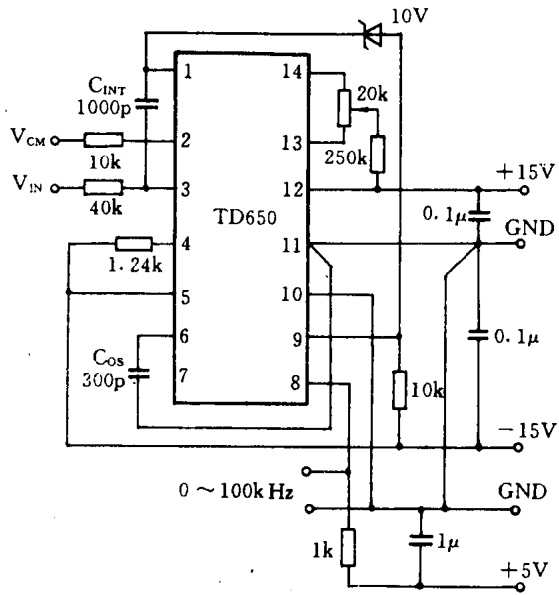 10V
C_INT
1000p
1
14
20k
V_CM
10k
2
13
250k
V_IN
40k
3
12
+15V
TD650
0.1μ
1.24k
4
11
GND
5
10
C_OS
300p
6
9
0.1μ
7
8
10k
-15V
0～100kHz
GND
1k
1μ
+5V